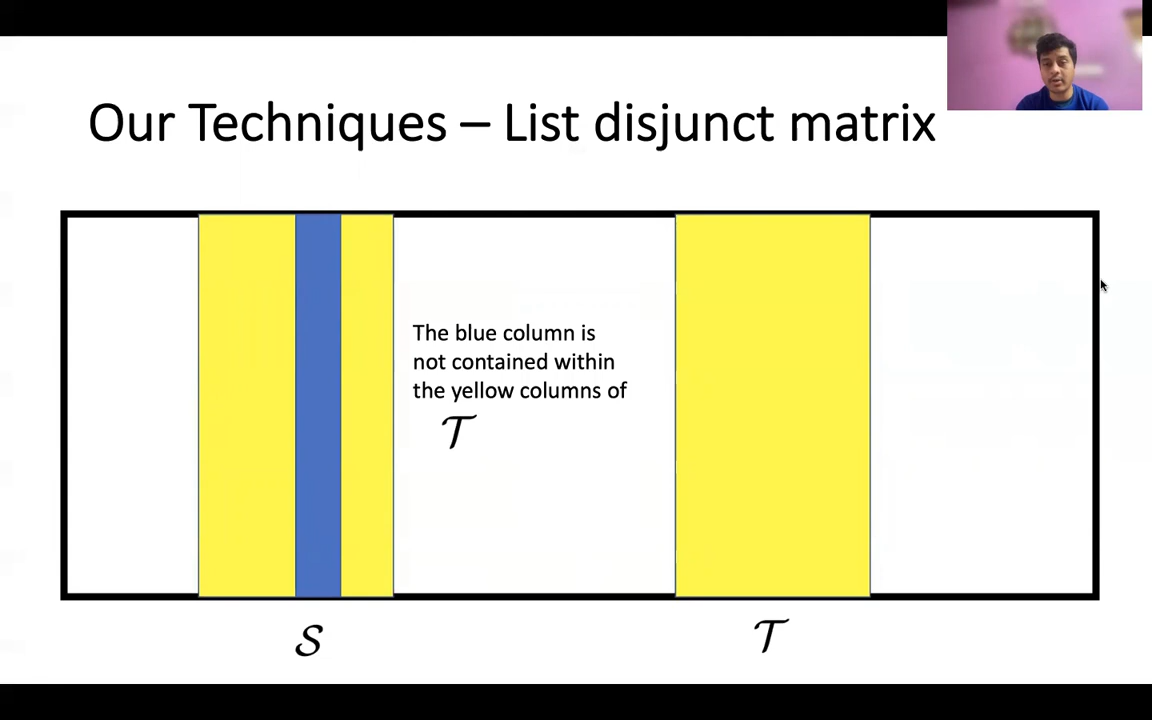 Our Techniques – List disjunct matrix
The blue column is
not contained within
the yellow columns of
𝒯
𝒮
𝒯